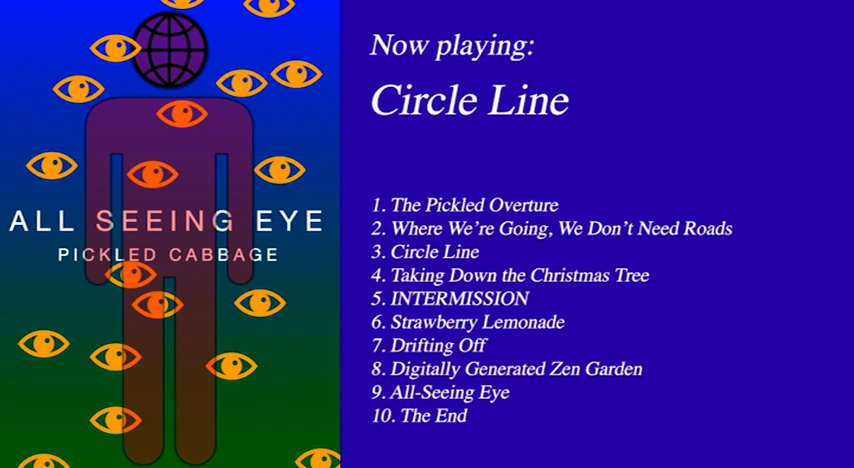 ALL SEEING EYE
PICKLED CABBAGE
Now playing:
Circle Line
1. The Pickled Overture
2. Where We're Going, We Don't Need Roads
3. Circle Line
4. Taking Down the Christmas Tree
5. INTERMISSION
6. Strawberry Lemonade
7. Drifting Off
8. Digitally Generated Zen Garden
9. All-Seeing Eye
10. The End